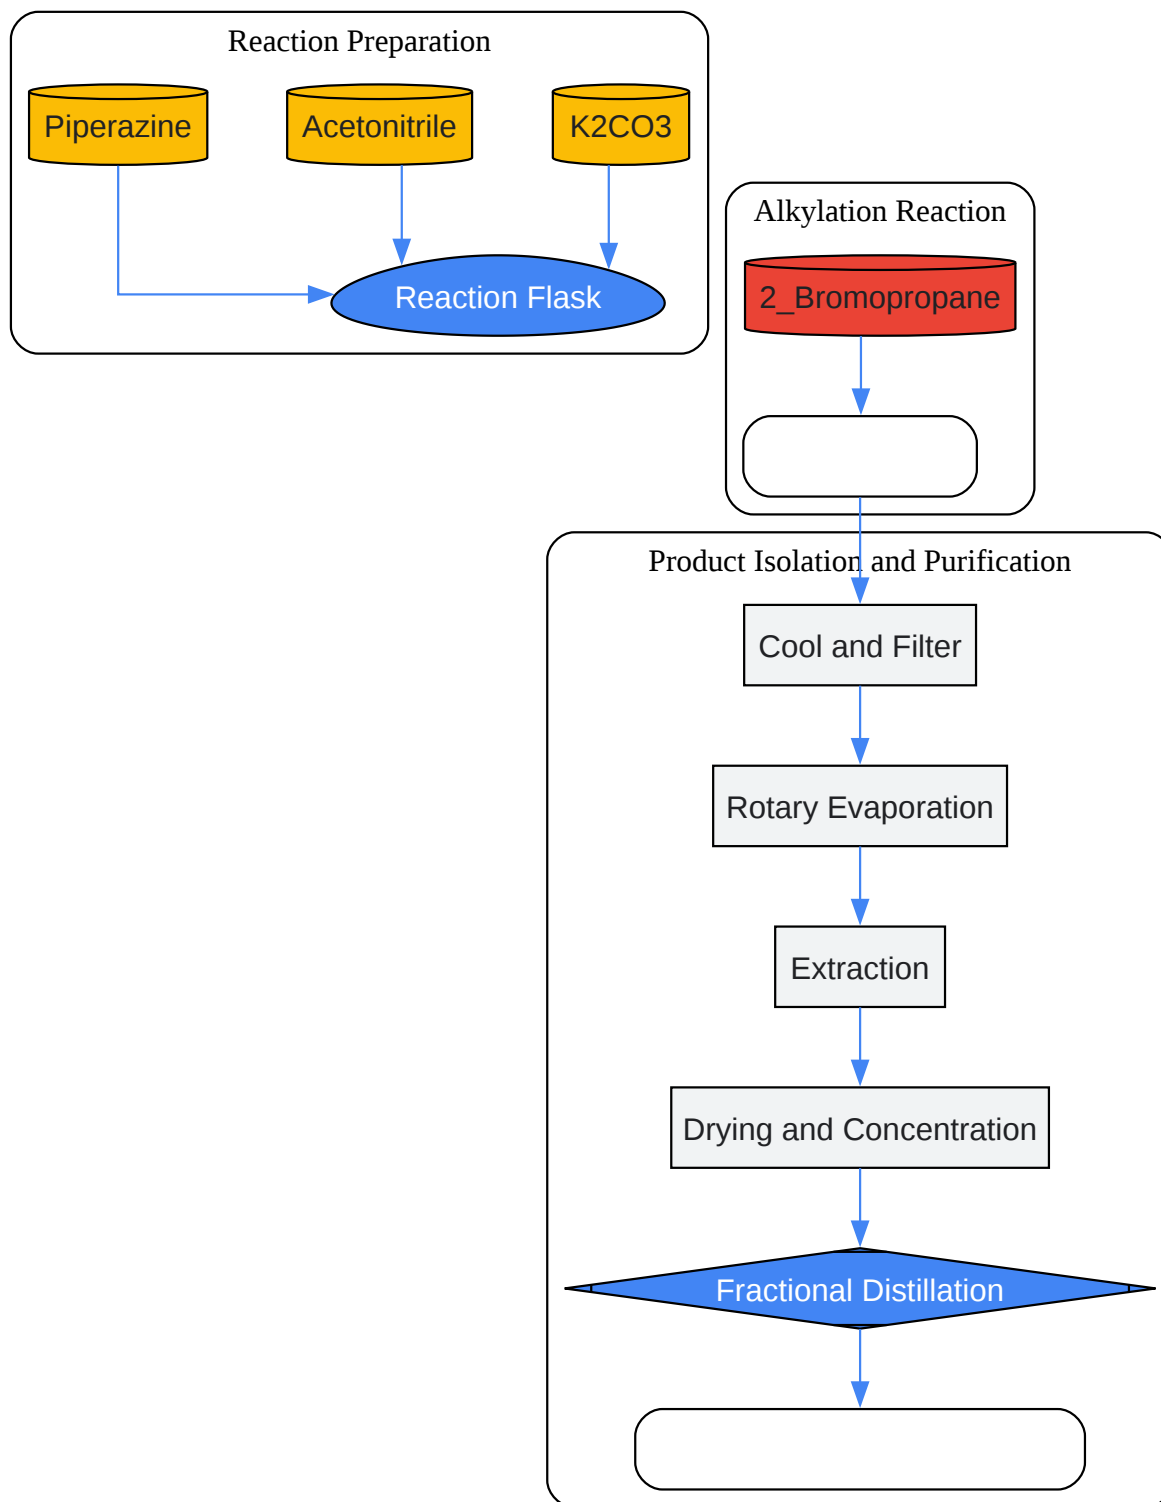 Reaction Preparation
Piperazine
Acetonitrile
K2CO3
Reaction Flask
Alkylation Reaction
2_Bromopropane
Product Isolation and Purification
Cool and Filter
Rotary Evaporation
Extraction
Drying and Concentration
Fractional Distillation